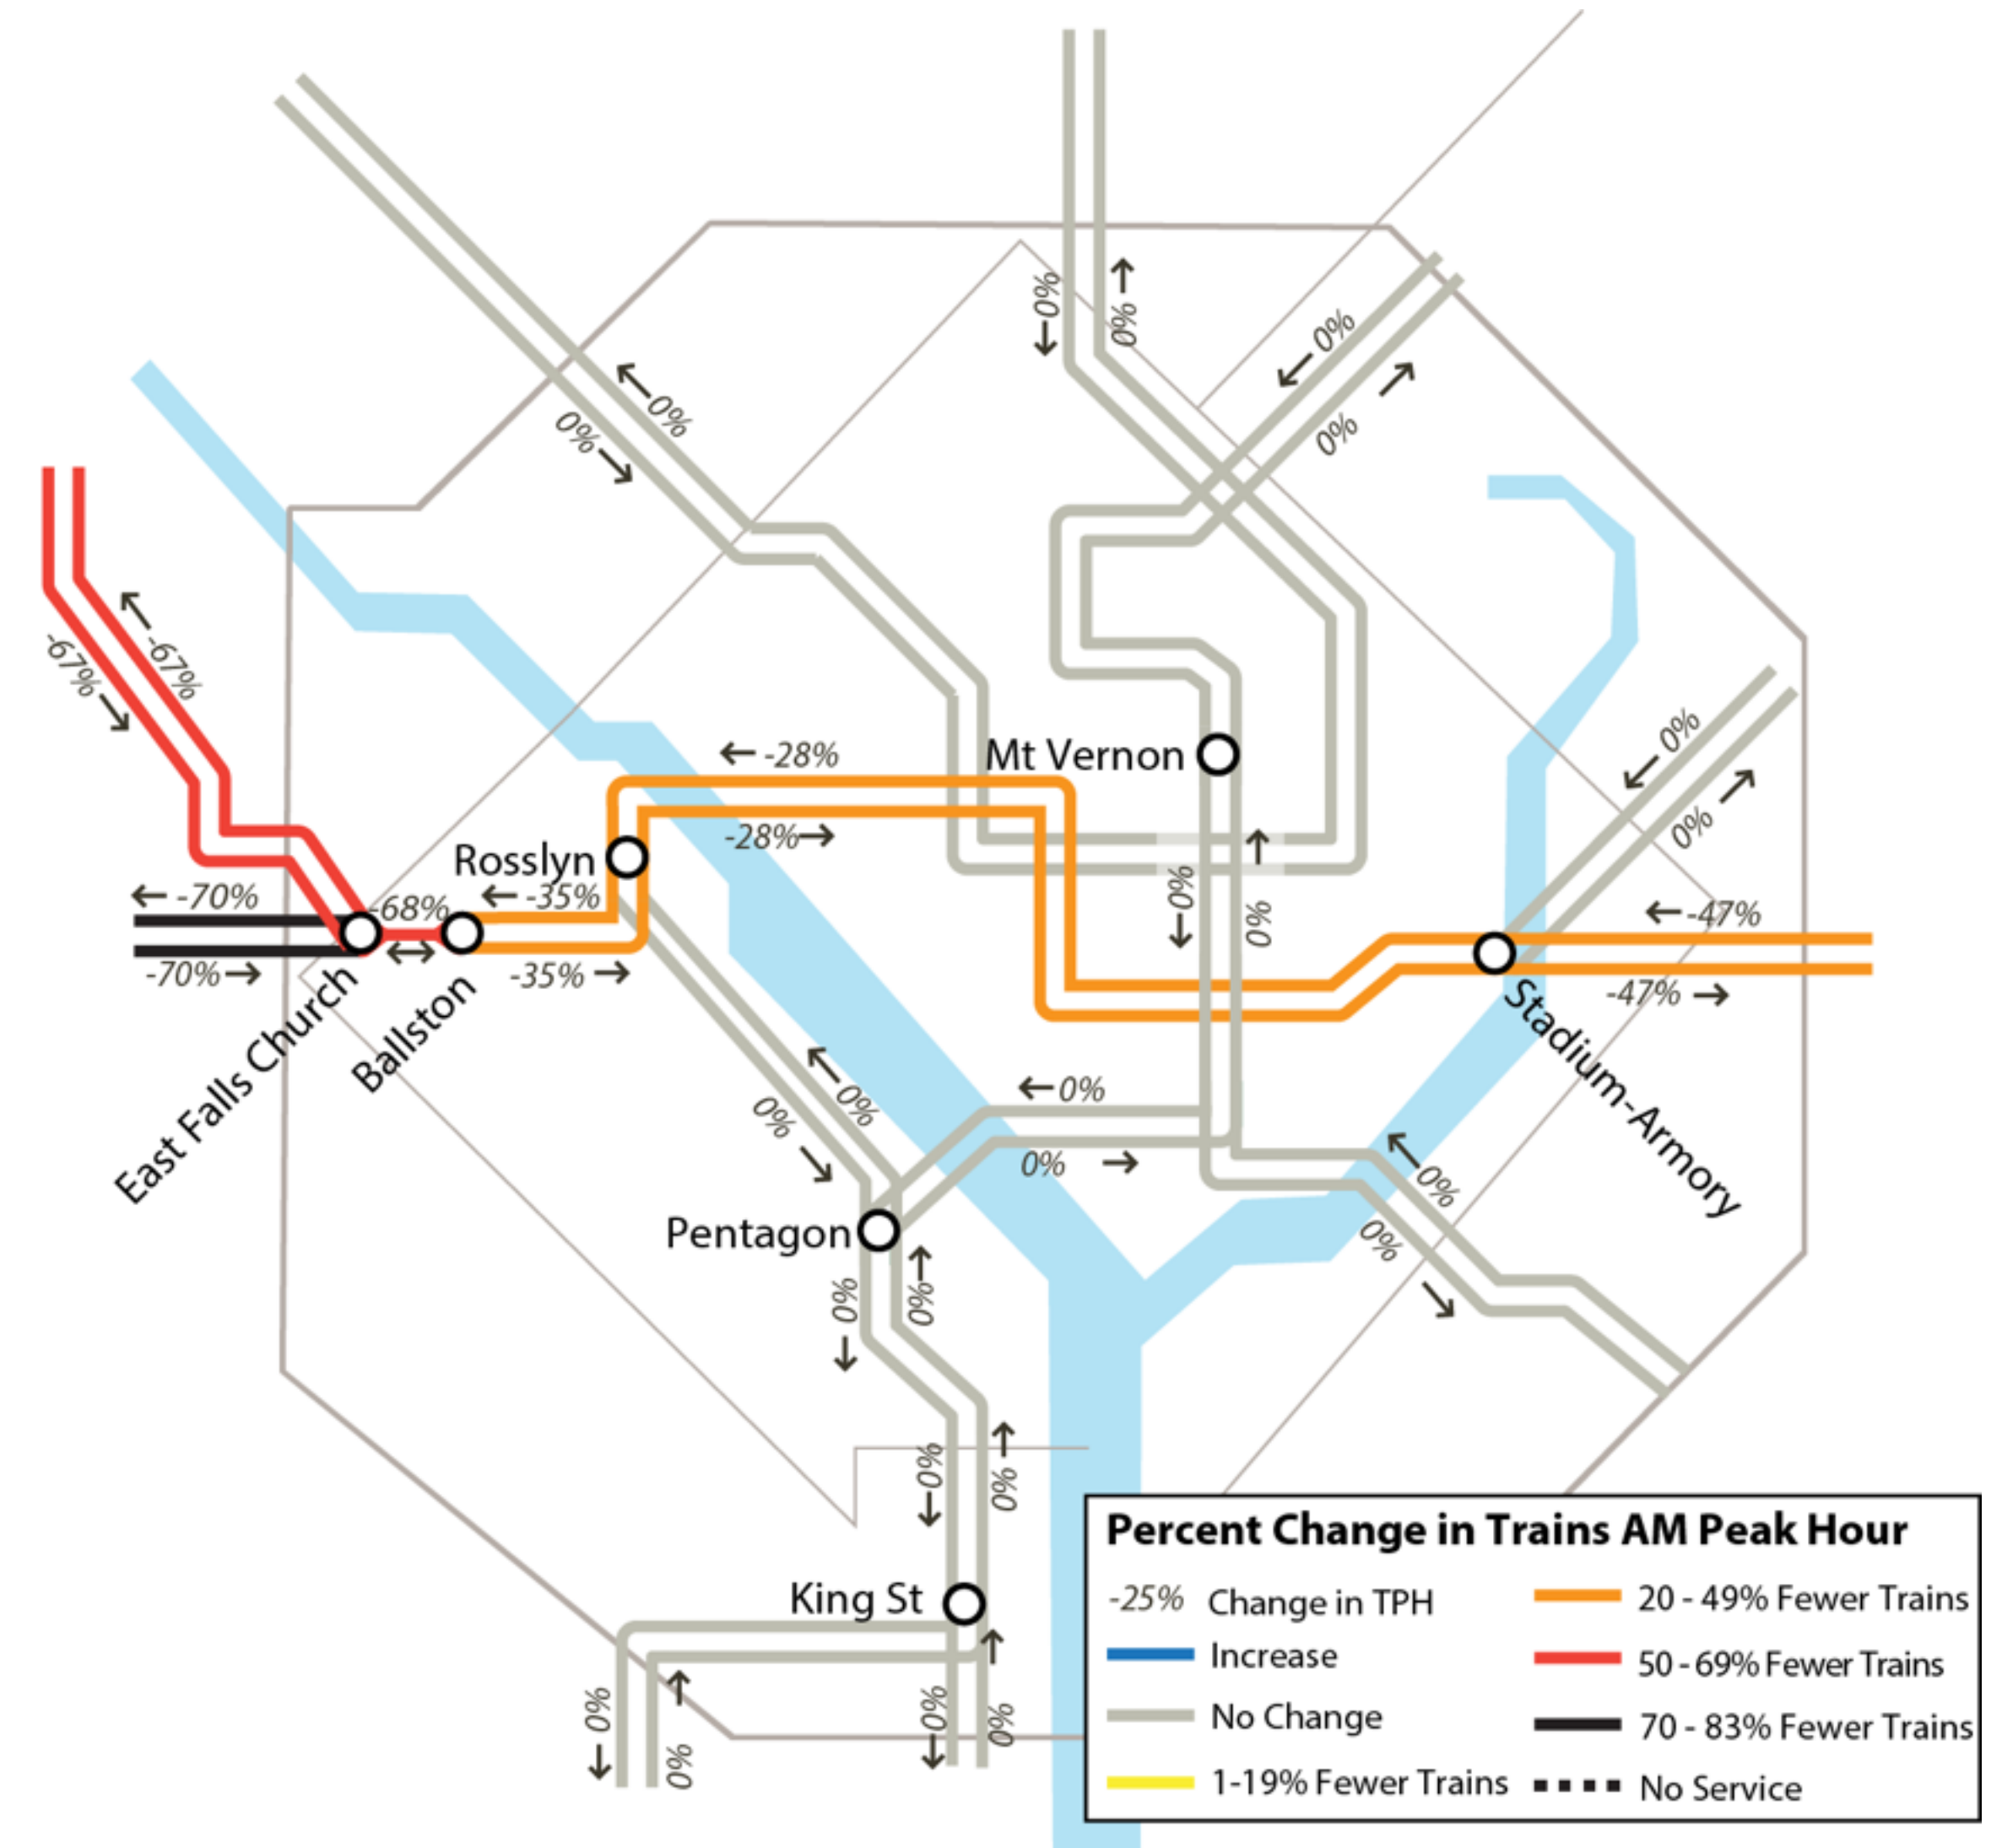 0%
0%
0%
0%
0%
0%
-67%
-67%
Mt Vernon
0%
0%
-28%
-28%
Rosslyn
-70%
-68%
-35%
0%
0%
-47%
-70%
-35%
-47%
East Falls Church
Ballston
Stadium-Armory
0%
0%
0%
0%
0%
0%
Pentagon
0%
0%
0%
0%
King St
0%
0%
0%
0%
Percent Change in Trains AM Peak Hour
-25% Change in TPH
Increase
No Change
1-19% Fewer Trains
20 - 49% Fewer Trains
50 - 69% Fewer Trains
70 - 83% Fewer Trains
No Service